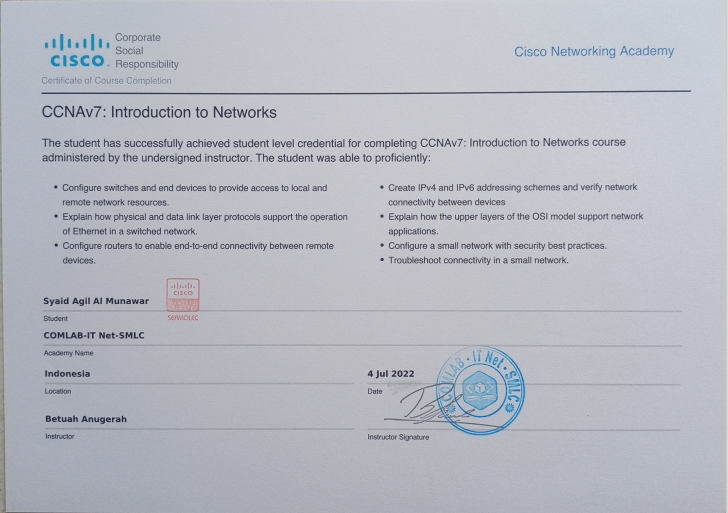 Corporate
Social
Responsibility
CISCO
Cisco Networking Academy
Certificate of Course Completion
CCNAv7: Introduction to Networks
The student has successfully achieved student level credential for completing CCNAv7: Introduction to Networks course
administered by the undersigned instructor. The student was able to proficiently:
• Configure switches and end devices to provide access to local and
remote network resources.
• Explain how physical and data link layer protocols support the operation
of Ethernet in a switched network.
• Configure routers to enable end-to-end connectivity between remote
devices.
• Create IPv4 and IPv6 addressing schemes and verify network
connectivity between devices
• Explain how the upper layers of the OSI model support network
applications.
• Configure a small network with security best practices.
• Troubleshoot connectivity in a small network.
Syaid Agil Al Munawar
CISCO
Student
COMLAB-IT Net-SMLC
Academy Name
Indonesia
Location
4 Jul 2022
Date
COMLAB · IT Net · SMLC
Betuah Anugerah
Instructor
Instructor Signature